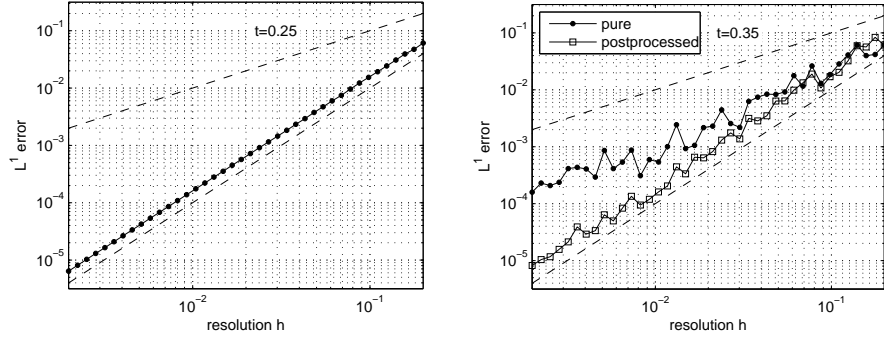 10⁻¹
10⁻²
10⁻³
10⁻⁴
10⁻⁵
L¹ error
t=0.25
10⁻²
10⁻¹
resolution h
10⁻¹
10⁻²
10⁻³
10⁻⁴
10⁻⁵
L¹ error
pure
postprocessed
t=0.35
10⁻²
10⁻¹
resolution h